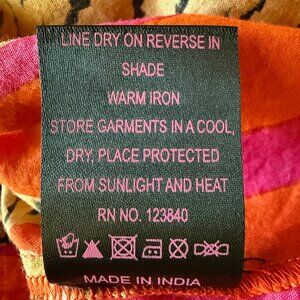 LINE DRY ON REVERSE IN
SHADE
WARM IRON
STORE GARMENTS IN A COOL,
DRY, PLACE PROTECTED
FROM SUNLIGHT AND HEAT
RN NO. 123840
MADE IN INDIA